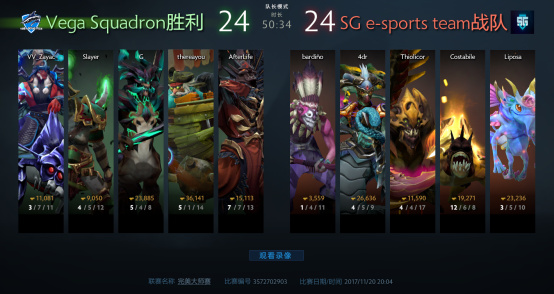 队长模式
Vega Squadron胜利 24 时长 24 SG e-sports team战队
50:34
VV_Zayac Slayer G thereayou Afterlife bardiño 4dr Thiolicor Costabile Liposa
11,081 9,050 23,885 36,141 15,113 3,559 26,636 11,590 19,271 23,236
3 / 7 / 11 4 / 5 / 12 5 / 4 / 8 5 / 1 / 14 7 / 7 / 13 1 / 4 / 11 4 / 5 / 9 4 / 4 / 17 12 / 6 / 8 3 / 5 / 10
观看录像
联赛名称 完美大师赛 比赛编号 3572702903 比赛日期/时间 2017/11/20 20:04